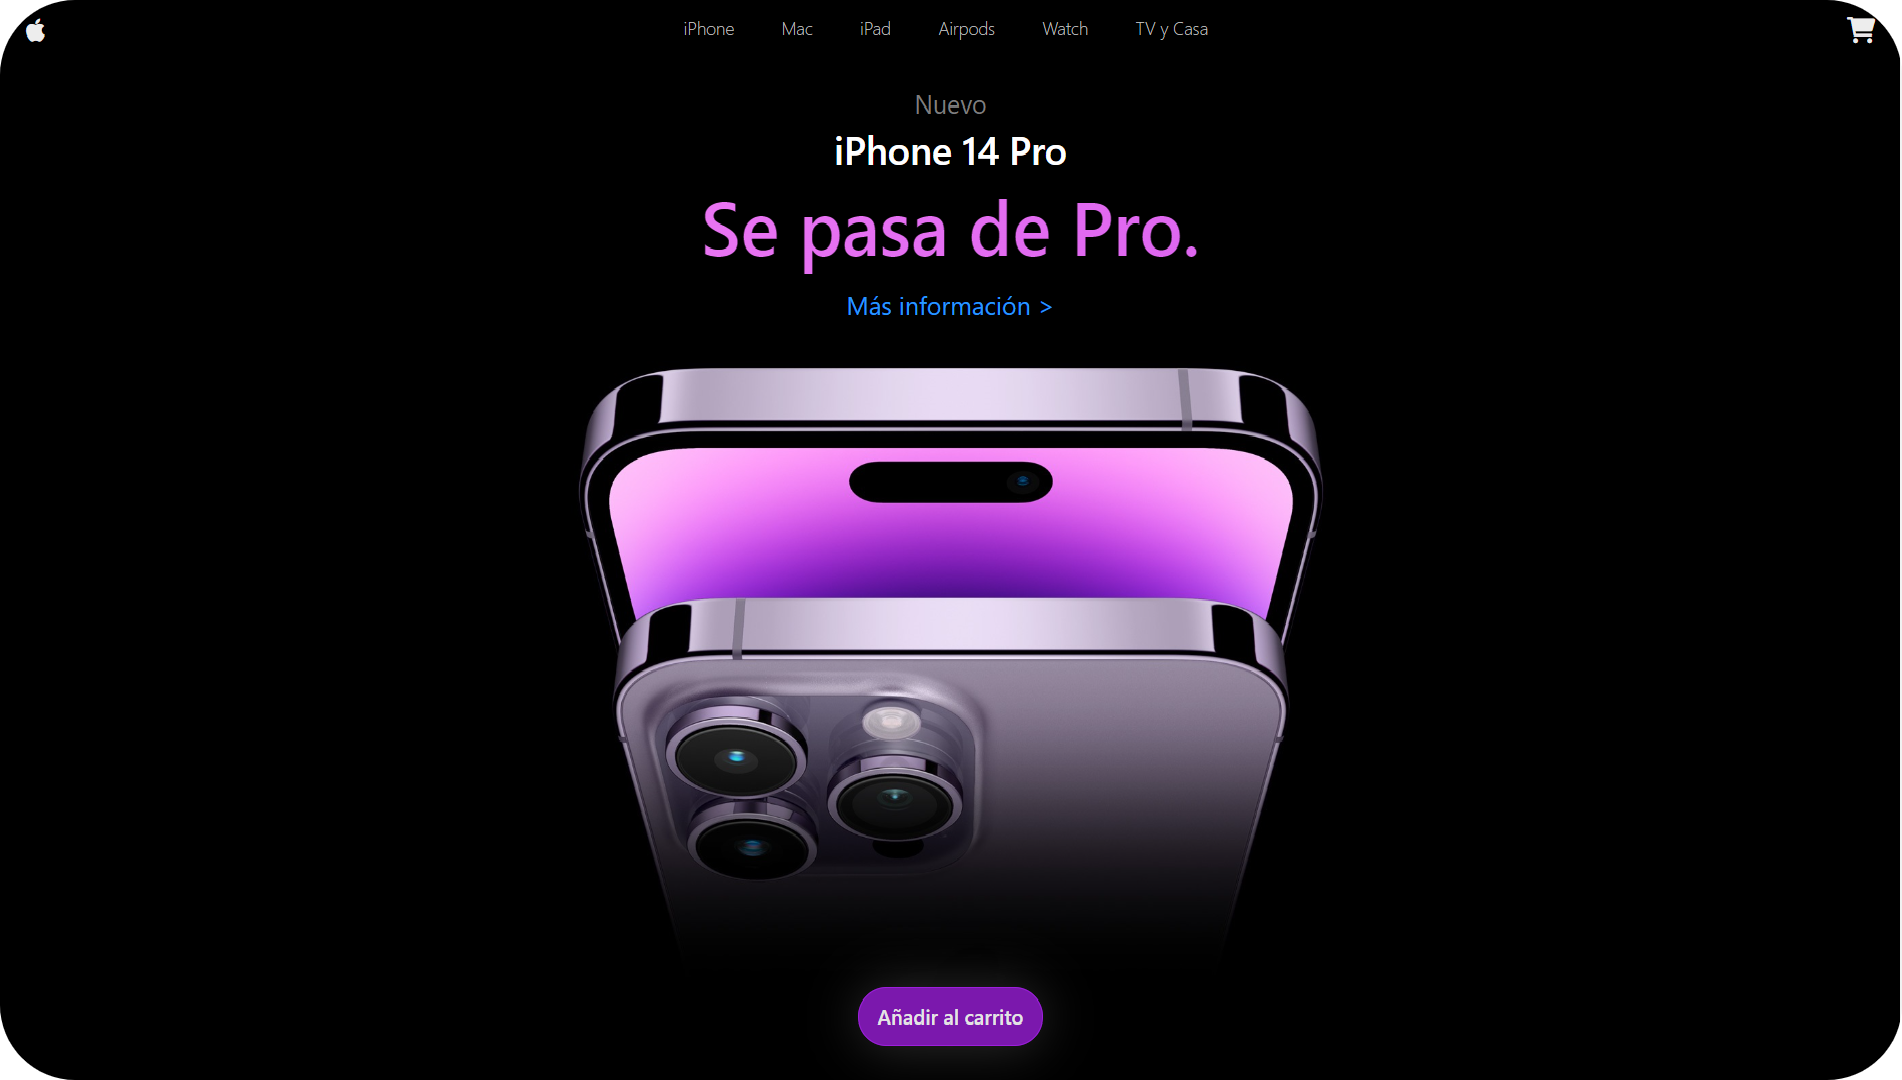 iPhone Mac iPad Airpods Watch TV y Casa
Nuevo
iPhone 14 Pro
Se pasa de Pro.
Más información >
Añadir al carrito